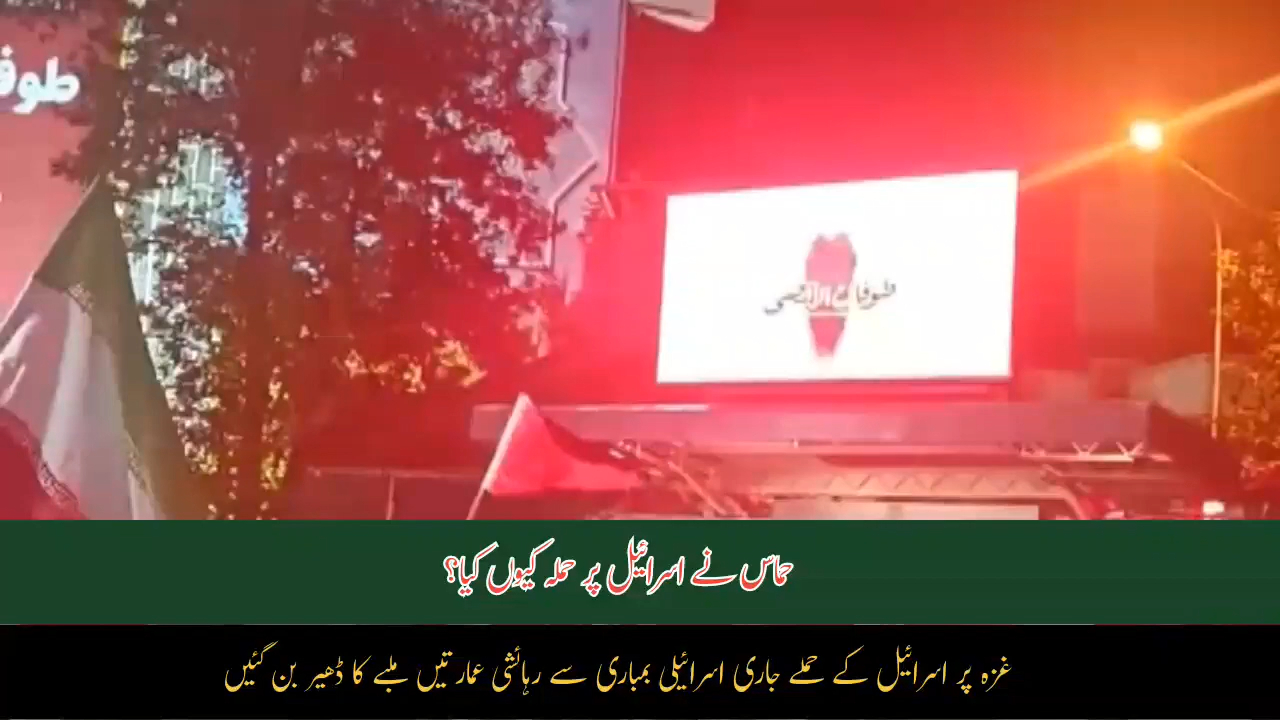 طوفان الاقصی
حماس نے اسرائیل پر حملہ کیوں کیا؟
غزہ پر اسرائیل کے حملے جاری اسرائیلی بمباری سے رہائشی عمارتیں ملبے کا ڈھیر بن گئیں